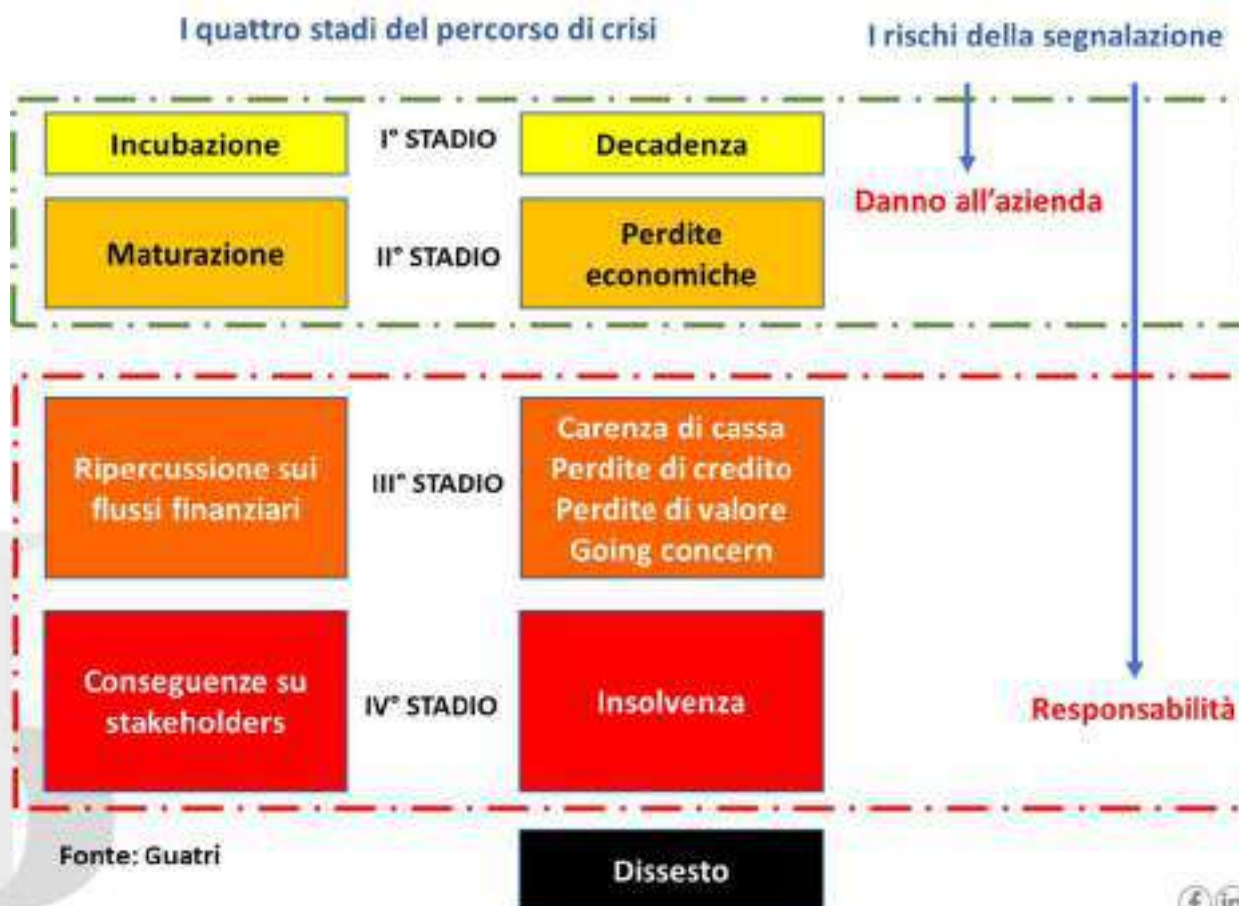 I quattro stadi del percorso di crisi
I rischi della segnalazione
Incubazione
I° STADIO
Decadenza
Danno all'azienda
Maturazione
II° STADIO
Perdite
economiche
Ripercussione sui
flussi finanziari
III° STADIO
Carenza di cassa
Perdite di credito
Perdite di valore
Going concern
Conseguenze su
stakeholders
IV° STADIO
Insolvenza
Responsabilità
Fonte: Guatri
Dissesto
f in